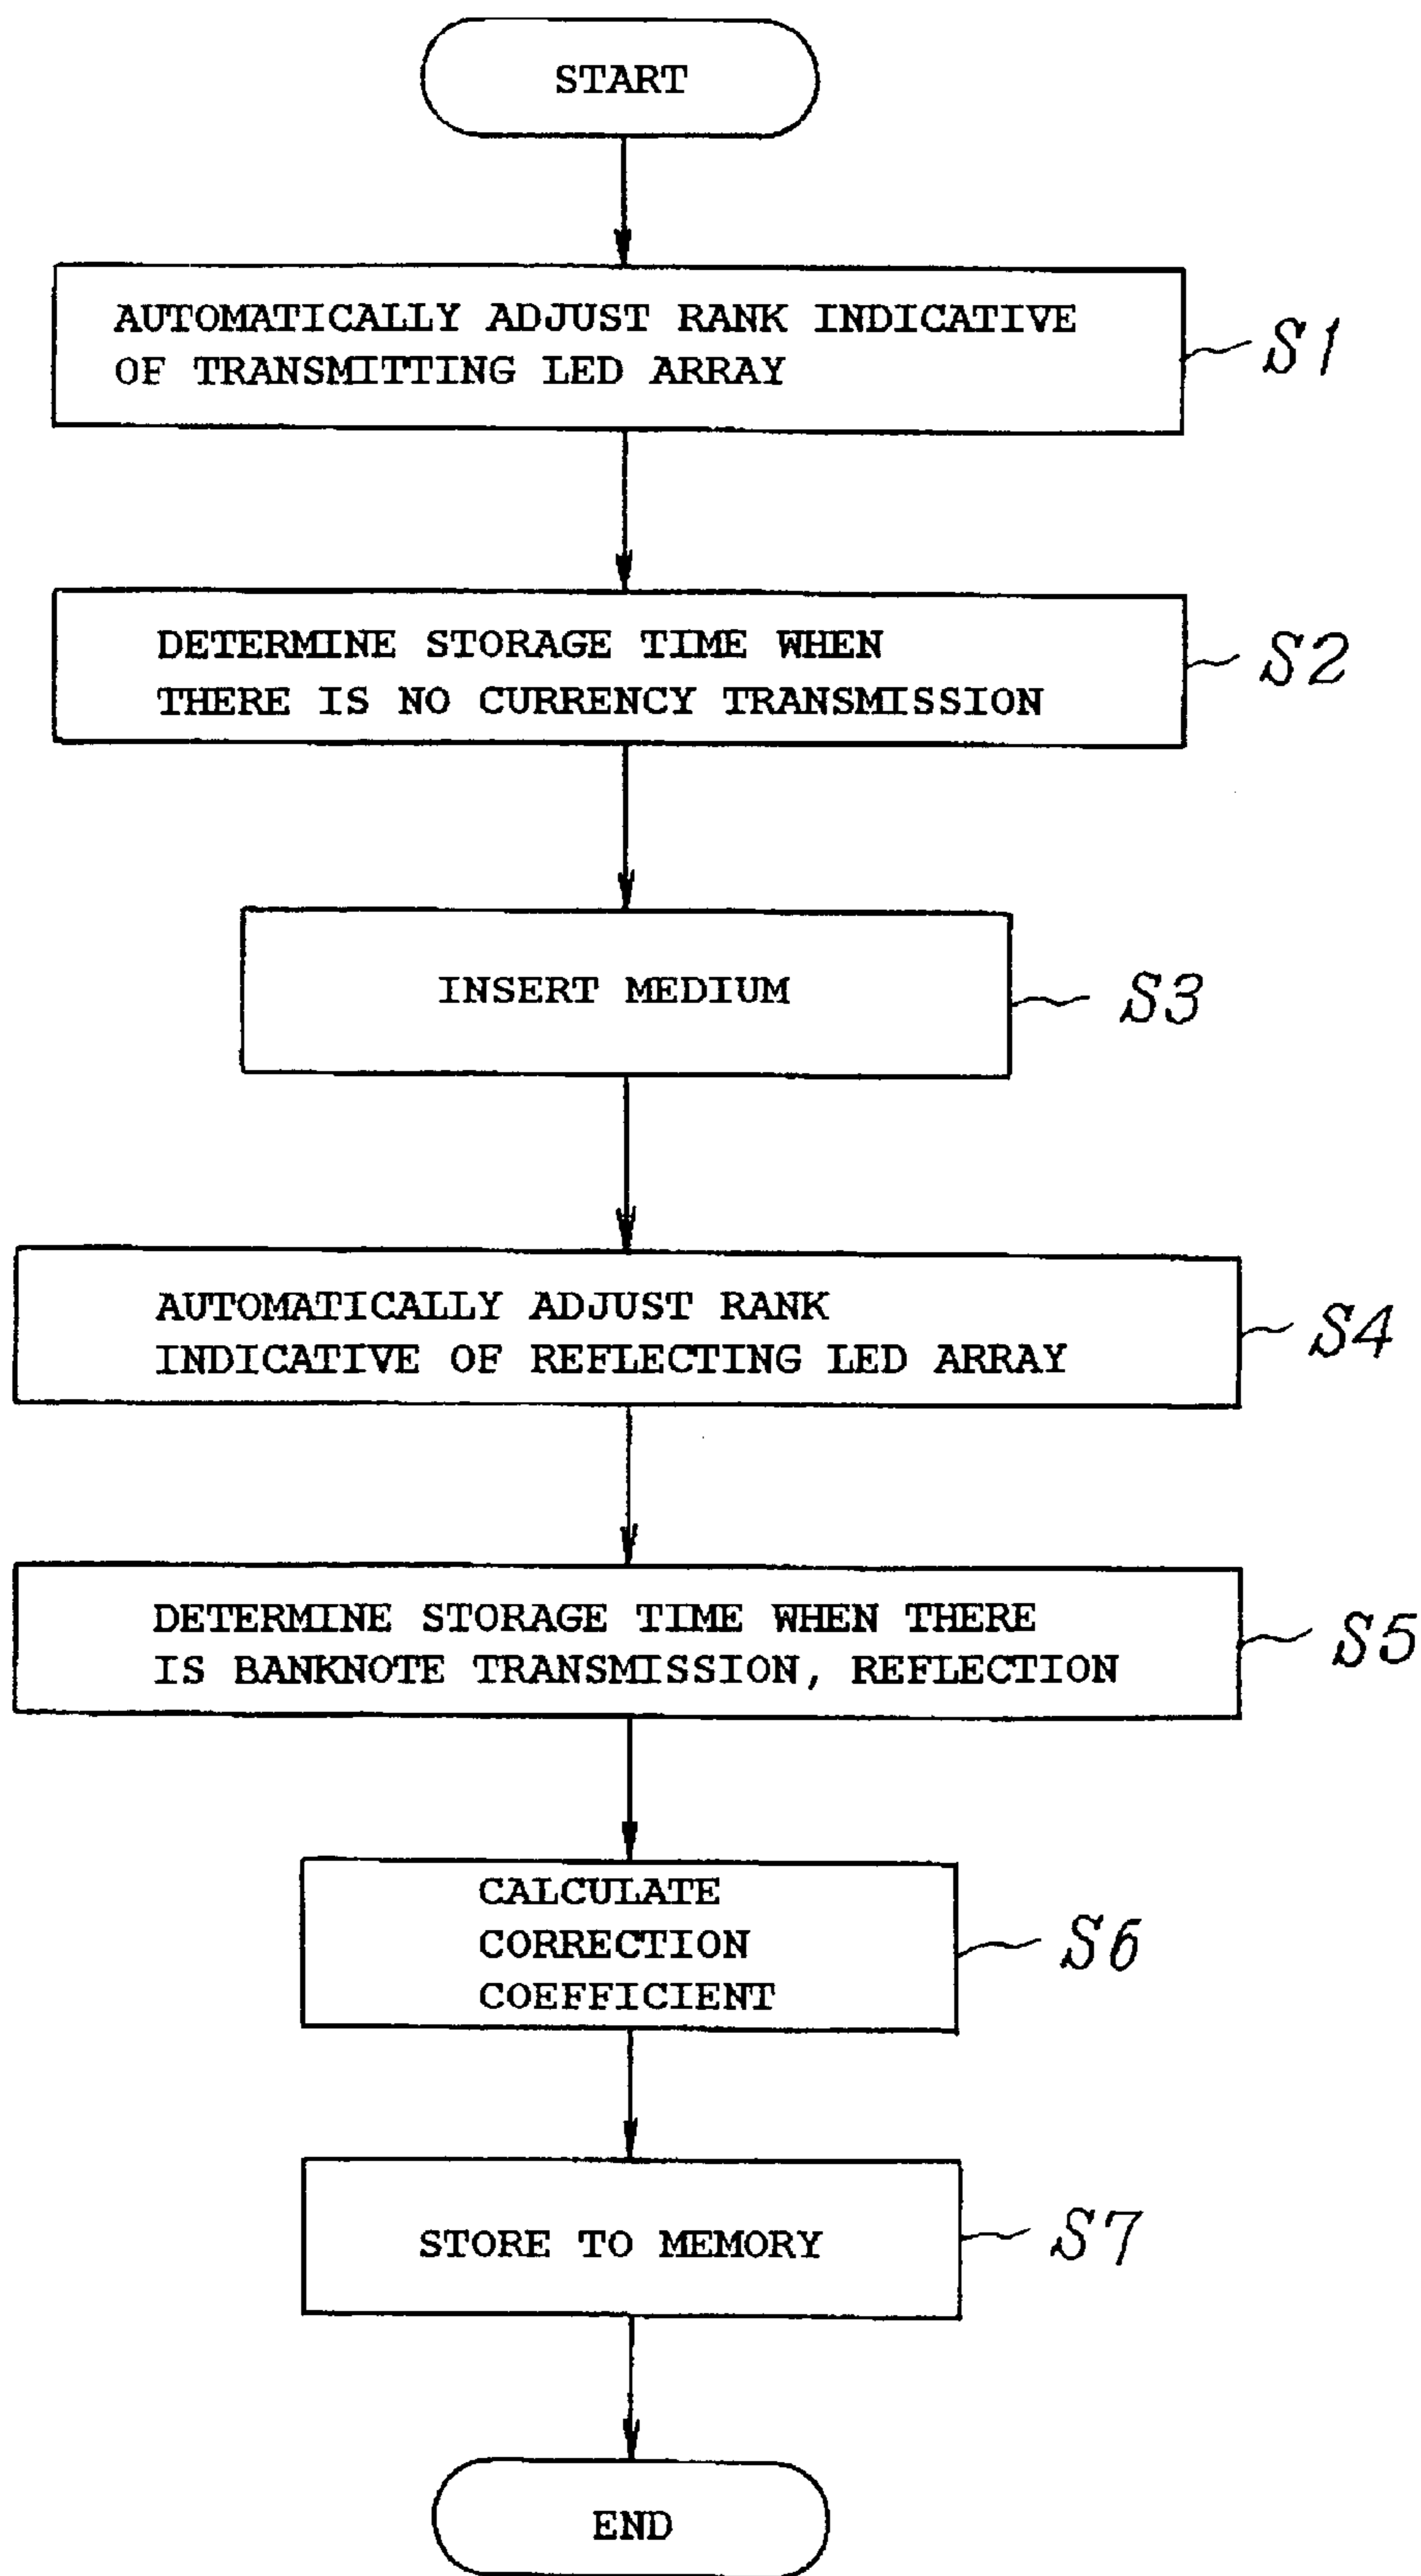 START
AUTOMATICALLY ADJUST RANK INDICATIVE
OF TRANSMITTING LED ARRAY
S1
DETERMINE STORAGE TIME WHEN
THERE IS NO CURRENCY TRANSMISSION
S2
INSERT MEDIUM
S3
AUTOMATICALLY ADJUST RANK
INDICATIVE OF REFLECTING LED ARRAY
S4
DETERMINE STORAGE TIME WHEN THERE
IS BANKNOTE TRANSMISSION, REFLECTION
S5
CALCULATE
CORRECTION
COEFFICIENT
S6
STORE TO MEMORY
S7
END